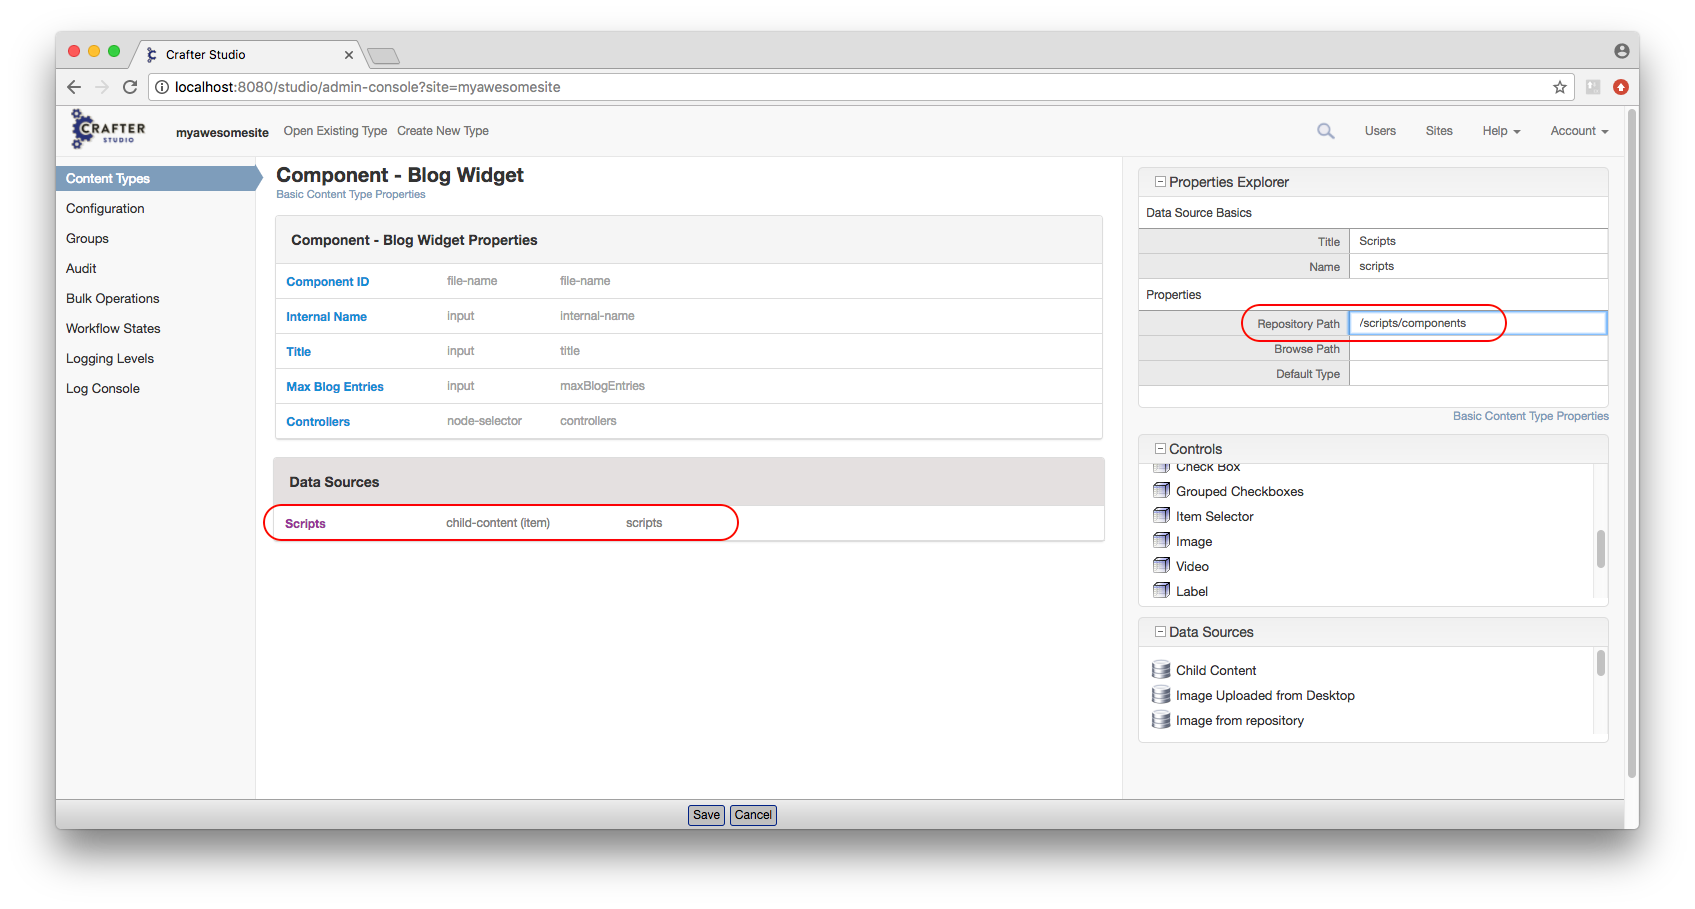 Crafter Studio
localhost:8080/studio/admin-console?site=myawesomesite
CRAFTER
STUDIO
myawesomesite Open Existing Type Create New Type
Users Sites Help Account
Content Types
Configuration
Groups
Audit
Bulk Operations
Workflow States
Logging Levels
Log Console
Component - Blog Widget
Basic Content Type Properties
Component - Blog Widget Properties
Component ID file-name file-name
Internal Name input internal-name
Title input title
Max Blog Entries input maxBlogEntries
Controllers node-selector controllers
Data Sources
Scripts child-content (item) scripts
Properties Explorer
Data Source Basics
Title Scripts
Name scripts
Properties
Repository Path /scripts/components
Browse Path
Default Type
Basic Content Type Properties
Controls
Check Box
Grouped Checkboxes
Item Selector
Image
Video
Label
Data Sources
Child Content
Image Uploaded from Desktop
Image from repository
Save Cancel